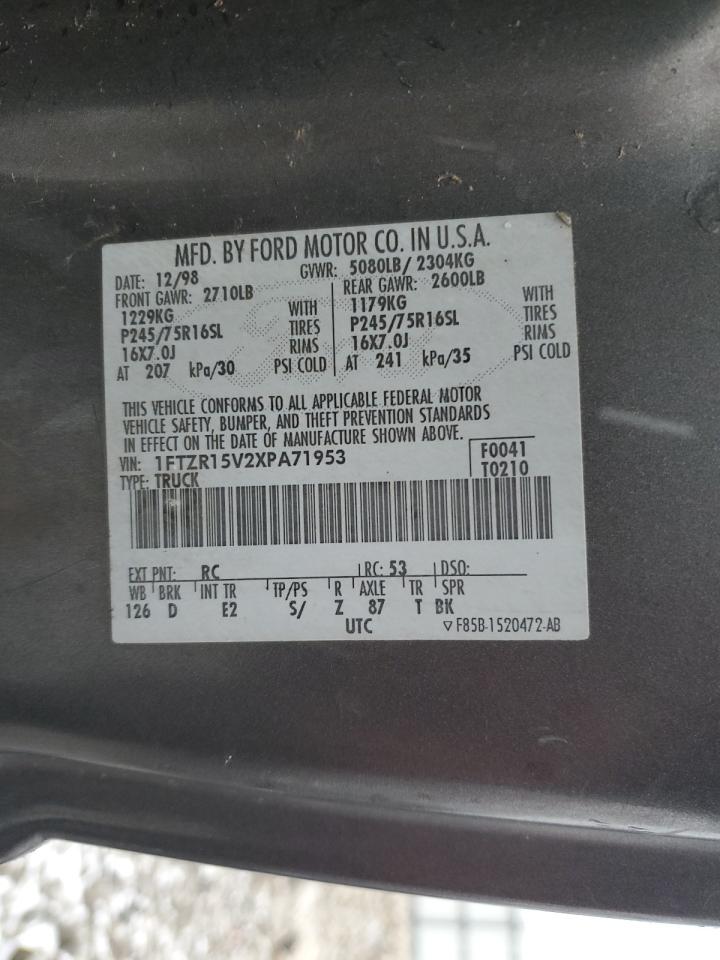 MFD. BY FORD MOTOR CO. IN U.S.A.
DATE: 12/98 GVWR: 5080LB/ 2304KG
FRONT GAWR: 2710LB REAR GAWR: 2600LB
1229KG WITH 1179KG WITH
P245/75R16SL TIRES P245/75R16SL TIRES
16X7.0J RIMS 16X7.0J RIMS
AT 207 kPa/30 PSI COLD AT 241 kPa/35 PSI COLD
THIS VEHICLE CONFORMS TO ALL APPLICABLE FEDERAL MOTOR
VEHICLE SAFETY, BUMPER, AND THEFT PREVENTION STANDARDS
IN EFFECT ON THE DATE OF MANUFACTURE SHOWN ABOVE.
VIN: 1FTZR15V2XPA71953 F0041
TYPE: TRUCK T0210
EXT PNT: RC RC: 53 DSO:
WB BRK INT TR TP/PS R AXLE TR SPR
126 D E2 S/ Z 87 T BK
UTC ▽ F85B-1520472-AB